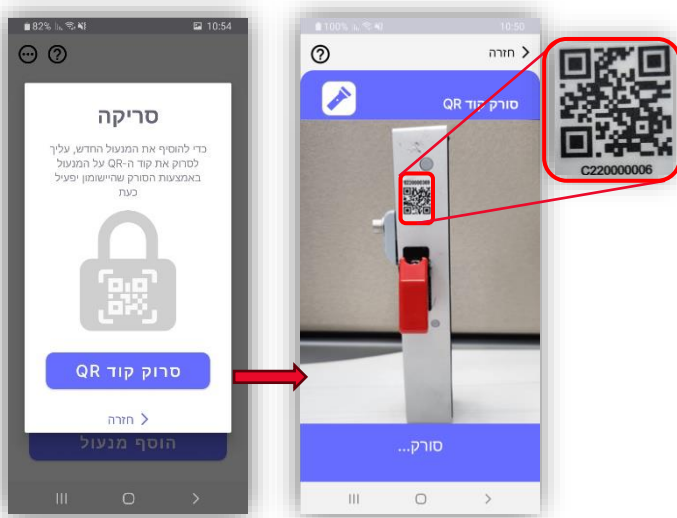 82% 10:54
סריקה
כדי להוסיף את המנעול החדש, עליך
לסרוק את קוד ה-QR על המנעול
באמצעות הסורק שהיישומון יפעיל
כעת
סרוק קוד QR
חזרה
הוסף מנעול
100% 10:50
חזרה
סורק קוד QR
סורק...
C220000006